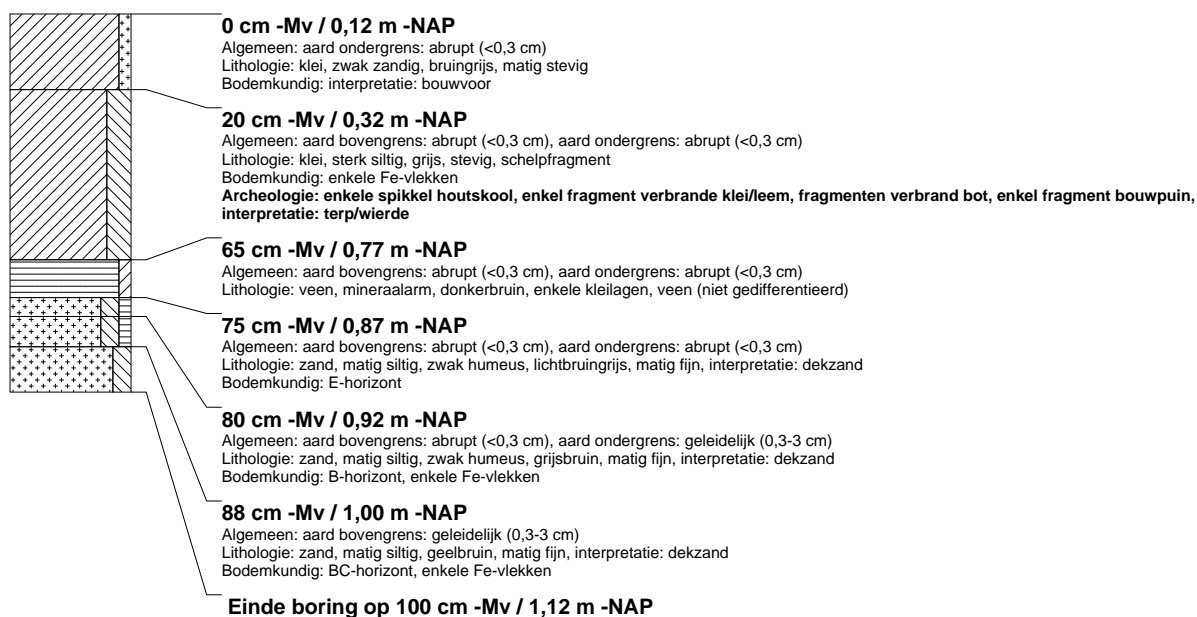 0 cm -Mv / 0,12 m -NAP
Algemeen: aard ondergrens: abrupt (<0,3 cm)
Lithologie: klei, zwak zandig, bruingrijs, matig stevig
Bodemkundig: interpretatie: bouwvoor
20 cm -Mv / 0,32 m -NAP
Algemeen: aard bovengrens: abrupt (<0,3 cm), aard ondergrens: abrupt (<0,3 cm)
Lithologie: klei, sterk siltig, grijs, stevig, schelpfragment
Bodemkundig: enkele Fe-vlekken
Archeologie: enkele spikkel houtskool, enkel fragment verbrande klei/leem, fragmenten verbrand bot, enkel fragment bouwpuin,
interpretatie: terp/wierde
65 cm -Mv / 0,77 m -NAP
Algemeen: aard bovengrens: abrupt (<0,3 cm), aard ondergrens: abrupt (<0,3 cm)
Lithologie: veen, mineraalarm, donkerbruin, enkele kleilagen, veen (niet gedifferentieerd)
75 cm -Mv / 0,87 m -NAP
Algemeen: aard bovengrens: abrupt (<0,3 cm), aard ondergrens: abrupt (<0,3 cm)
Lithologie: zand, matig siltig, zwak humeus, lichtbruingrijs, matig fijn, interpretatie: dekzand
Bodemkundig: E-horizont
80 cm -Mv / 0,92 m -NAP
Algemeen: aard bovengrens: abrupt (<0,3 cm), aard ondergrens: geleidelijk (0,3-3 cm)
Lithologie: zand, matig siltig, zwak humeus, grijsbruin, matig fijn, interpretatie: dekzand
Bodemkundig: B-horizont, enkele Fe-vlekken
88 cm -Mv / 1,00 m -NAP
Algemeen: aard bovengrens: geleidelijk (0,3-3 cm)
Lithologie: zand, matig siltig, geelbruin, matig fijn, interpretatie: dekzand
Bodemkundig: BC-horizont, enkele Fe-vlekken
Einde boring op 100 cm -Mv / 1,12 m -NAP